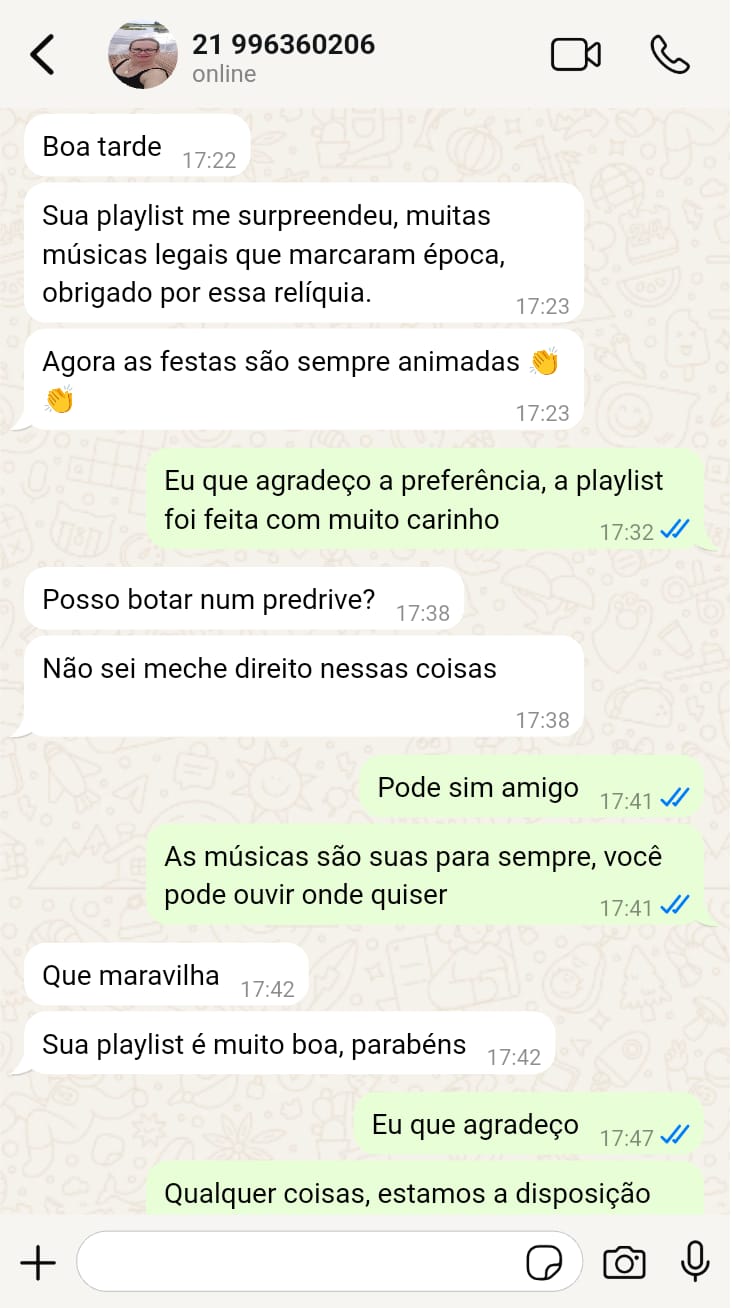 21 996360206
online
Boa tarde
17:22
Sua playlist me surpreendeu, muitas
músicas legais que marcaram época,
obrigado por essa relíquia.
17:23
Agora as festas são sempre animadas 👏
👏
17:23
Eu que agradeço a preferência, a playlist
foi feita com muito carinho
17:32
Posso botar num predrive?
17:38
Não sei meche direito nessas coisas
17:38
Pode sim amigo
17:41
As músicas são suas para sempre, você
pode ouvir onde quiser
17:41
Que maravilha
17:42
Sua playlist é muito boa, parabéns
17:42
Eu que agradeço
17:47
Qualquer coisas, estamos a disposição